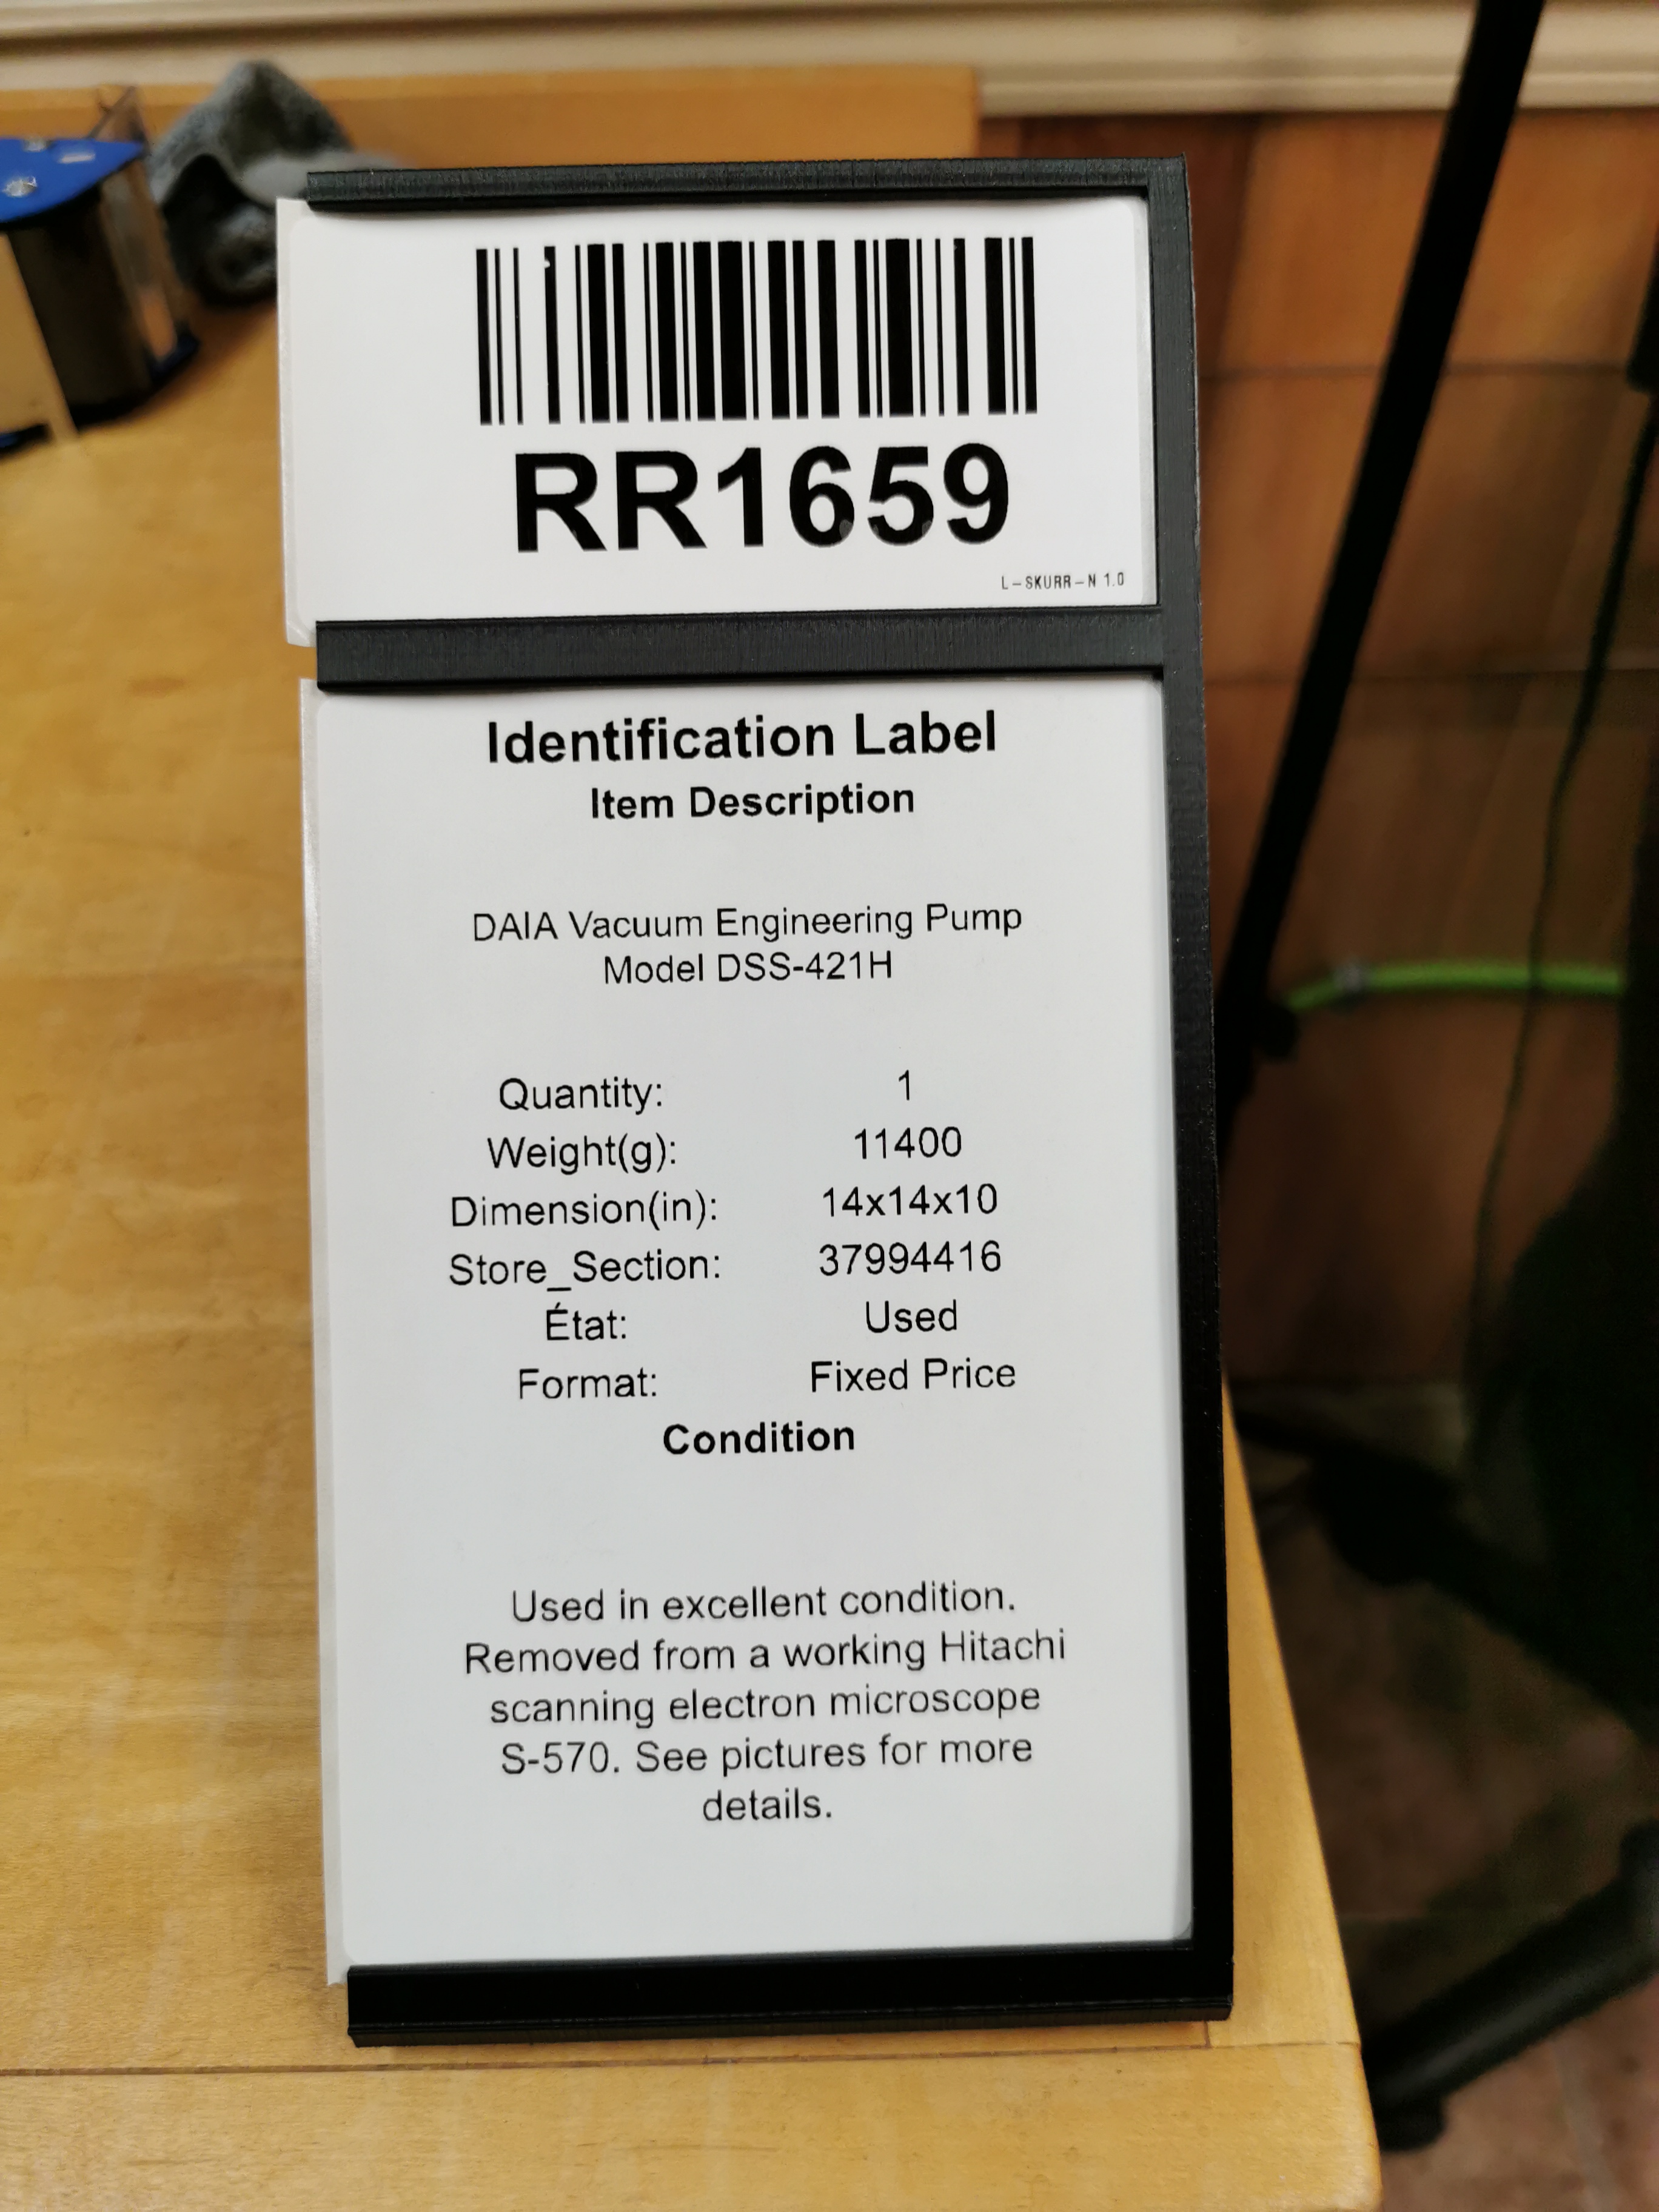 RR1659
L-SKURR-N 1.0
Identification Label
Item Description
DAIA Vacuum Engineering Pump
Model DSS-421H
Quantity: 1
Weight(g): 11400
Dimension(in): 14x14x10
Store_Section: 37994416
État: Used
Format: Fixed Price
Condition
Used in excellent condition.
Removed from a working Hitachi
scanning electron microscope
S-570. See pictures for more
details.